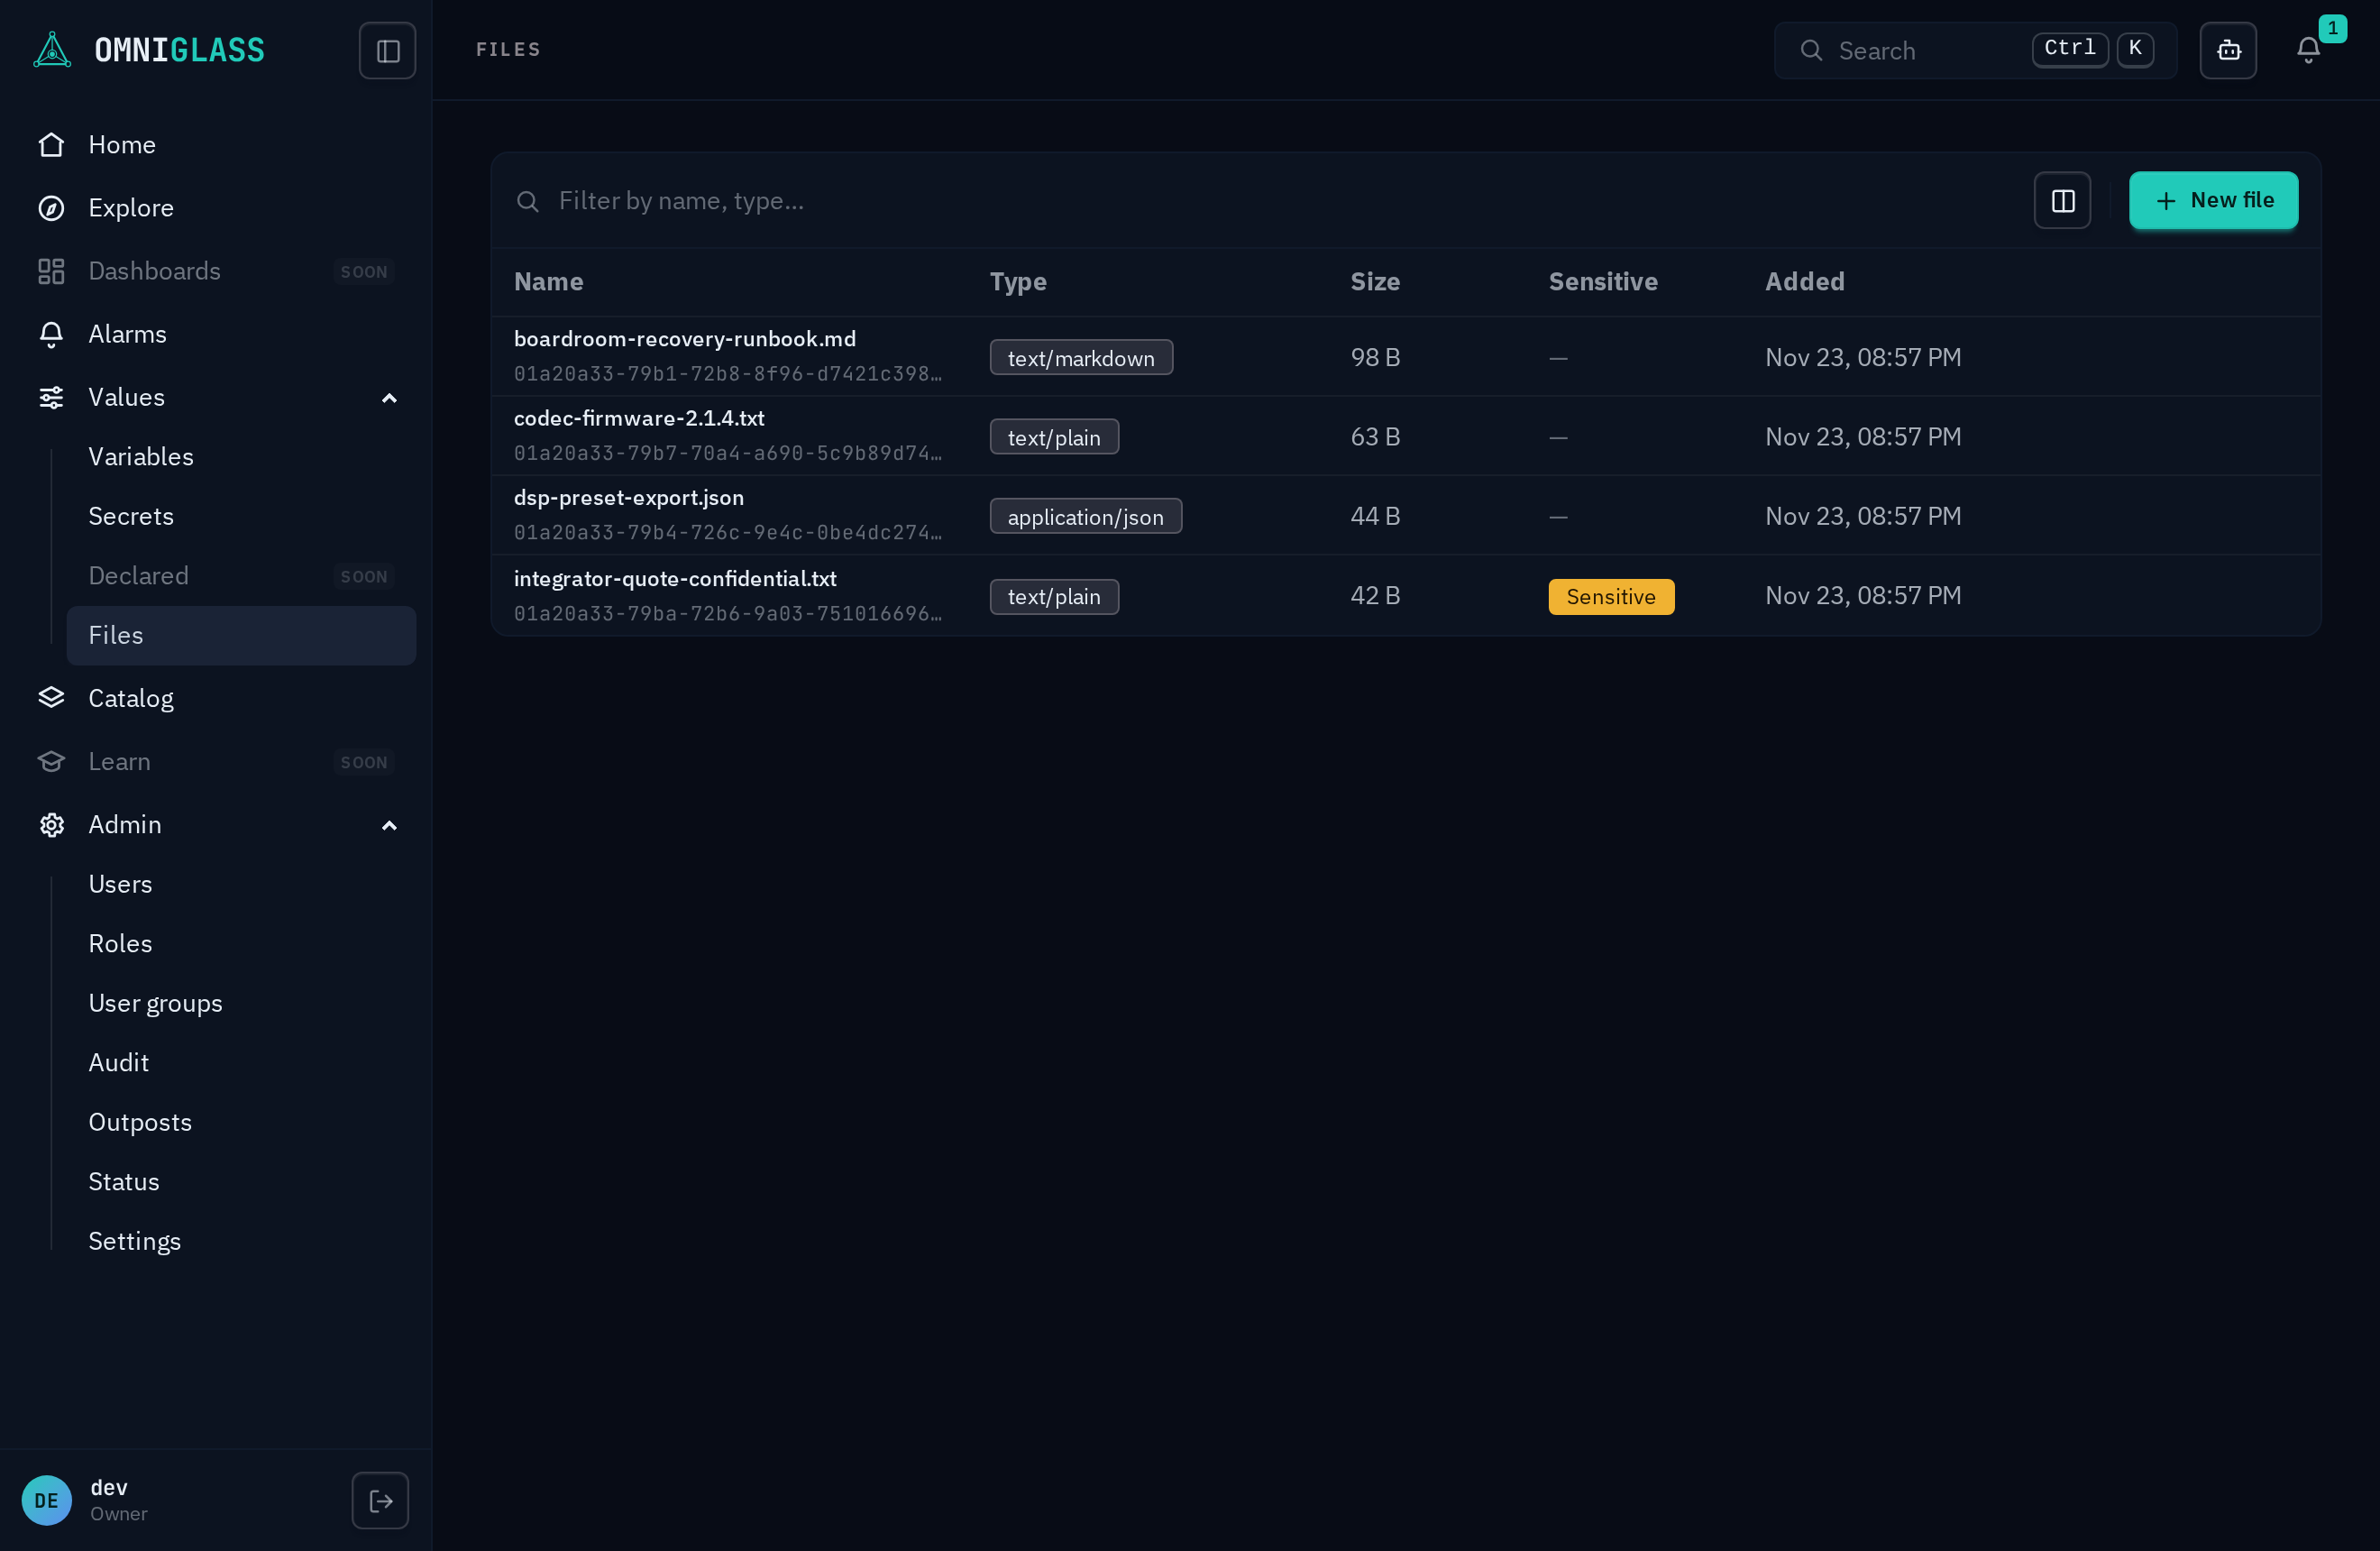 OMNIGLASS
FILES
Search
Ctrl K
1
Home
Explore
Dashboards SOON
Alarms
Values
Variables
Secrets
Declared SOON
Files
Catalog
Learn SOON
Admin
Users
Roles
User groups
Audit
Outposts
Status
Settings
DE
dev
Owner
Filter by name, type...
New file
Name Type Size Sensitive Added
boardroom-recovery-runbook.md
01a20a33-79b1-72b8-8f96-d7421c398…
text/markdown 98 B — Nov 23, 08:57 PM
codec-firmware-2.1.4.txt
01a20a33-79b7-70a4-a690-5c9b89d74…
text/plain 63 B — Nov 23, 08:57 PM
dsp-preset-export.json
01a20a33-79b4-726c-9e4c-0be4dc274…
application/json 44 B — Nov 23, 08:57 PM
integrator-quote-confidential.txt
01a20a33-79ba-72b6-9a03-751016696…
text/plain 42 B Sensitive Nov 23, 08:57 PM